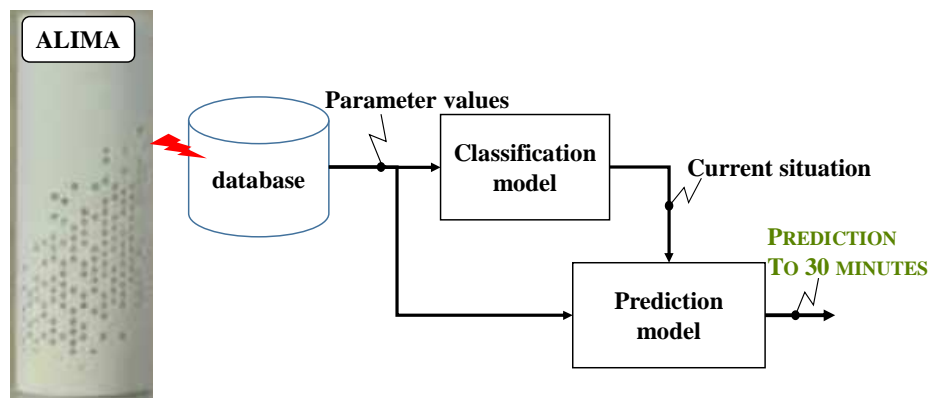 ALIMA
Parameter values
database
Classification
model
Current situation
PREDICTION
TO 30 MINUTES
Prediction
model